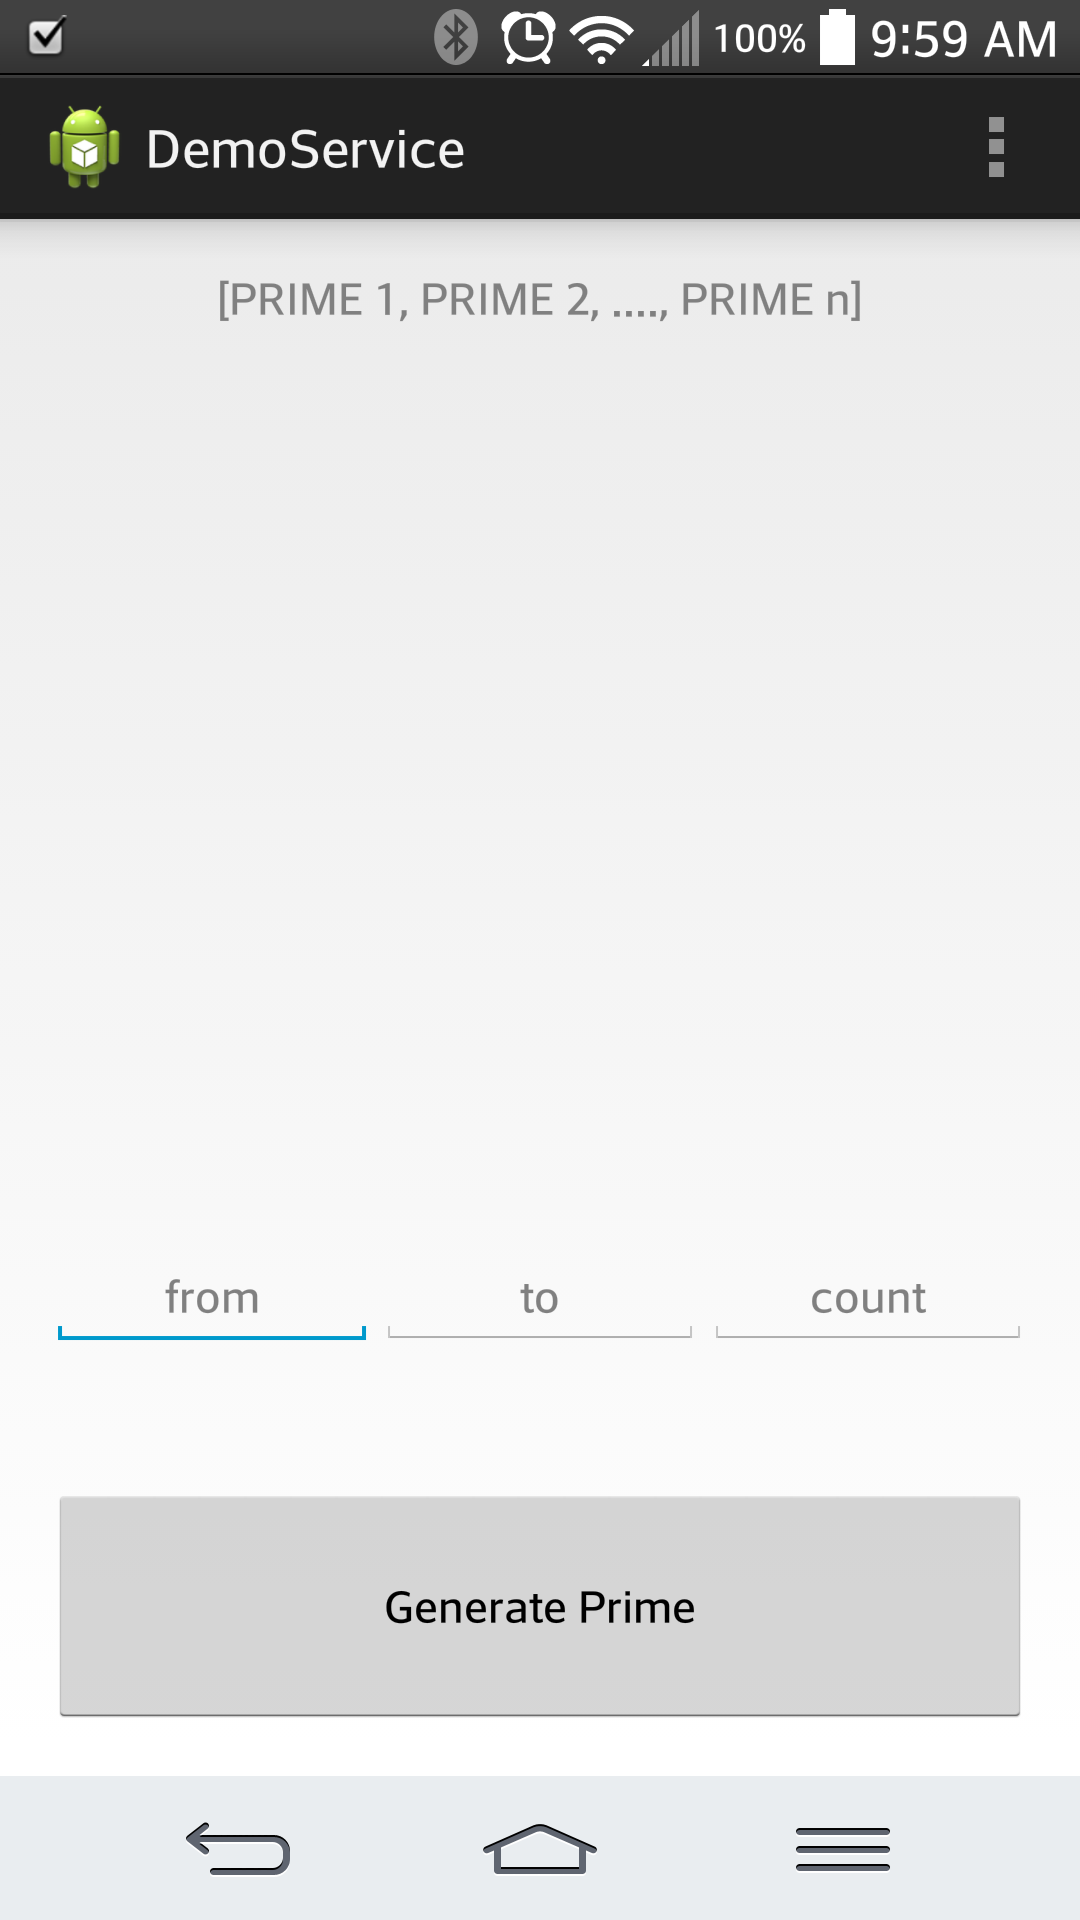 100% 9:59 AM
DemoService
[PRIME 1, PRIME 2, ...., PRIME n]
from to count
Generate Prime